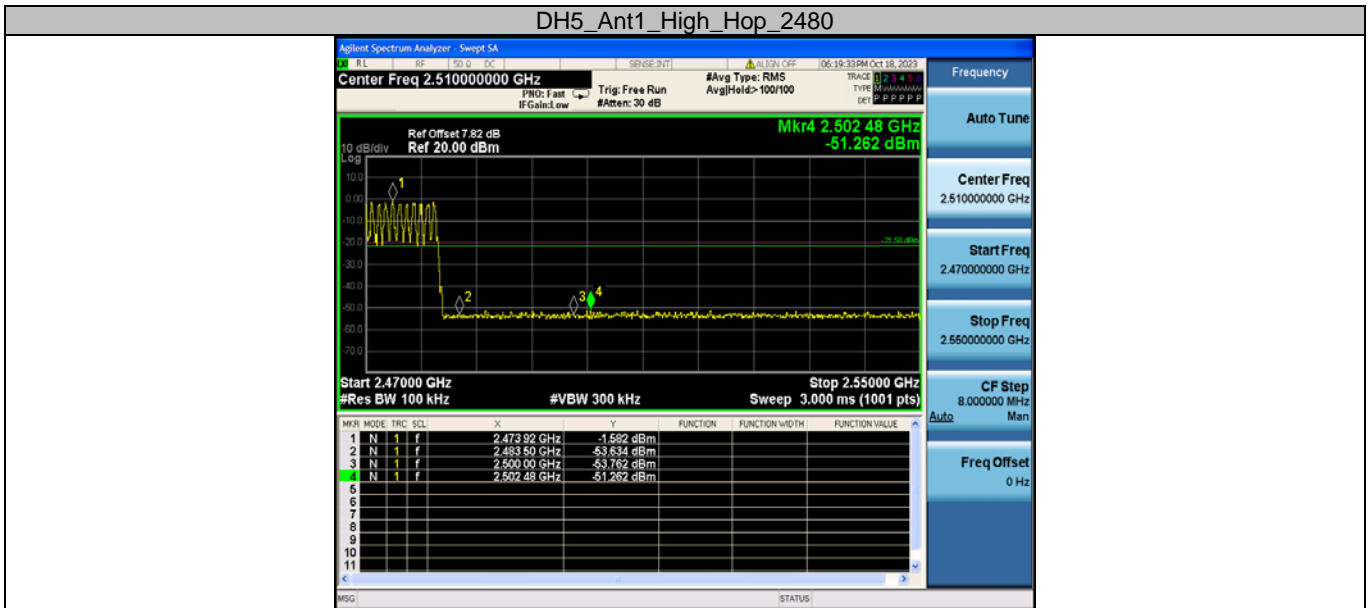 DH5_Ant1_High_Hop_2480
Agilent Spectrum Analyzer - Swept SA
RL RF 50 Ω DC SENSE:INT ALIGN OFF 06:19:33 PM Oct 18, 2023
Center Freq 2.510000000 GHz
PNO: Fast
IFGain:Low
Trig: Free Run
#Atten: 30 dB
#Avg Type: RMS
Avg|Hold:>100/100
TRACE 1 2 3 4 5 6
TYPE M
DET P P P P P P
Mkr4 2.502 48 GHz
-51.262 dBm
Ref Offset 7.82 dB
10 dB/div Ref 20.00 dBm
Log
10.0
0.00
-10.0
-20.0
-30.0
-40.0
-50.0
-60.0
-70.0
1
2
3
4
-21.58 dBm
Start 2.47000 GHz Stop 2.55000 GHz
#Res BW 100 kHz #VBW 300 kHz Sweep 3.000 ms (1001 pts)
MKR MODE TRC SCL X Y FUNCTION FUNCTION WIDTH FUNCTION VALUE
1 N 1 f 2.473 92 GHz -1.582 dBm
2 N 1 f 2.483 50 GHz -53.634 dBm
3 N 1 f 2.500 00 GHz -53.762 dBm
4 N 1 f 2.502 48 GHz -51.262 dBm
5
6
7
8
9
10
11
MSG STATUS
Frequency
Auto Tune
Center Freq
2.510000000 GHz
Start Freq
2.470000000 GHz
Stop Freq
2.550000000 GHz
CF Step
8.000000 MHz
Auto Man
Freq Offset
0 Hz